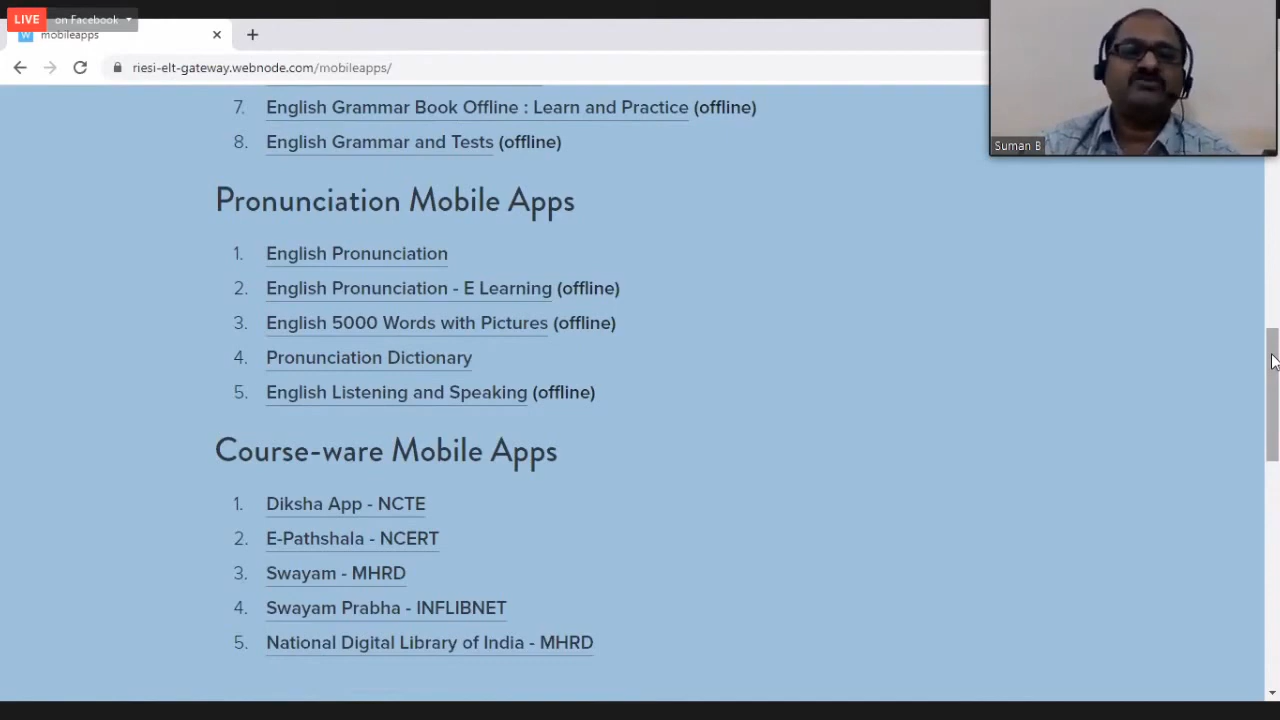 LIVE on Facebook
mobileapps
riesi-elt-gateway.webnode.com/mobileapps/
7. English Grammar Book Offline : Learn and Practice (offline)
8. English Grammar and Tests (offline)
Suman B
Pronunciation Mobile Apps
1. English Pronunciation
2. English Pronunciation - E Learning (offline)
3. English 5000 Words with Pictures (offline)
4. Pronunciation Dictionary
5. English Listening and Speaking (offline)
Course-ware Mobile Apps
1. Diksha App - NCTE
2. E-Pathshala - NCERT
3. Swayam - MHRD
4. Swayam Prabha - INFLIBNET
5. National Digital Library of India - MHRD